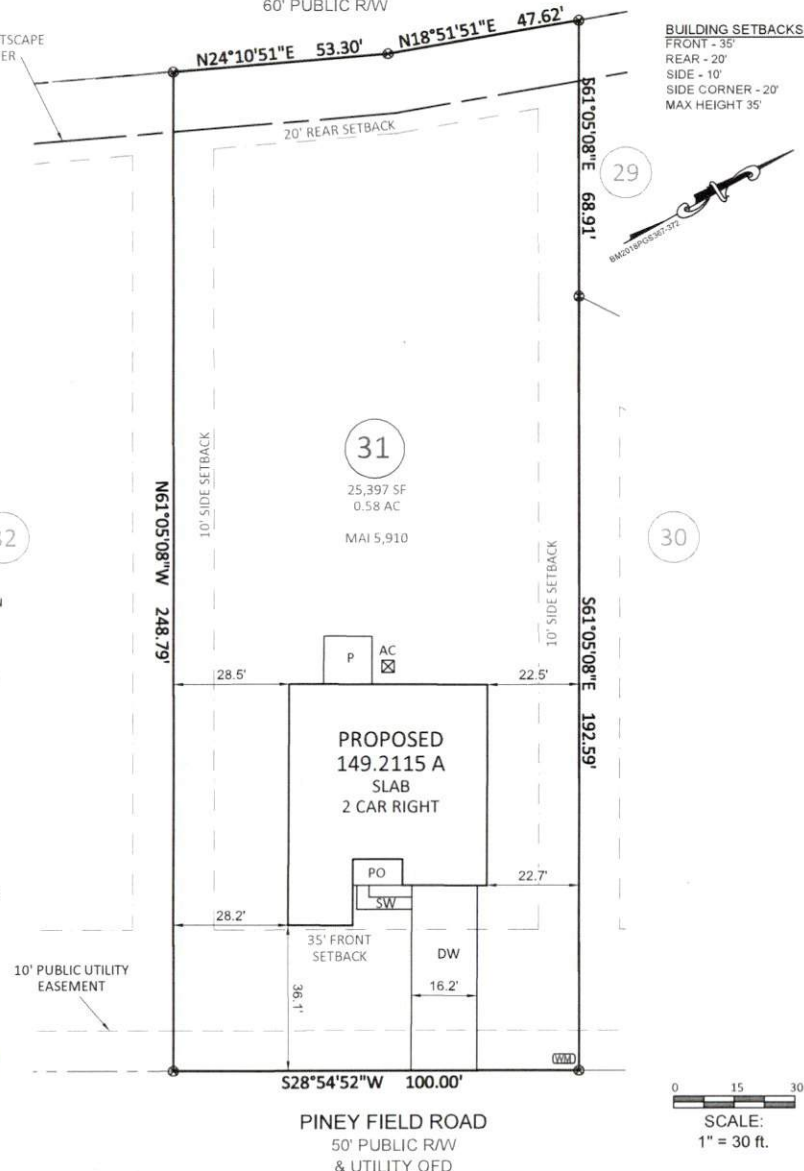 60' PUBLIC R/W
N24°10'51"E 53.30'
N18°51'51"E 47.62'
TSCAPE
ER
BUILDING SETBACKS
FRONT - 35'
REAR - 20'
SIDE - 10'
SIDE CORNER - 20'
MAX HEIGHT 35'
20' REAR SETBACK
S61°05'08"E 68.91'
29
BM2018PGS367-372
31
25,397 SF
0.58 AC
MAI 5,910
10' SIDE SETBACK
N61°05'08"W 248.79'
32
30
10' SIDE SETBACK
S61°05'08"E 192.59'
P
AC
28.5'
22.5'
PROPOSED
149.2115 A
SLAB
2 CAR RIGHT
PO
SW
22.7'
28.2'
35' FRONT
SETBACK
DW
16.2'
36.1'
10' PUBLIC UTILITY
EASEMENT
WM
S28°54'52"W 100.00'
PINEY FIELD ROAD
50' PUBLIC R/W
& UTILITY
0 15 30
SCALE:
1" = 30 ft.